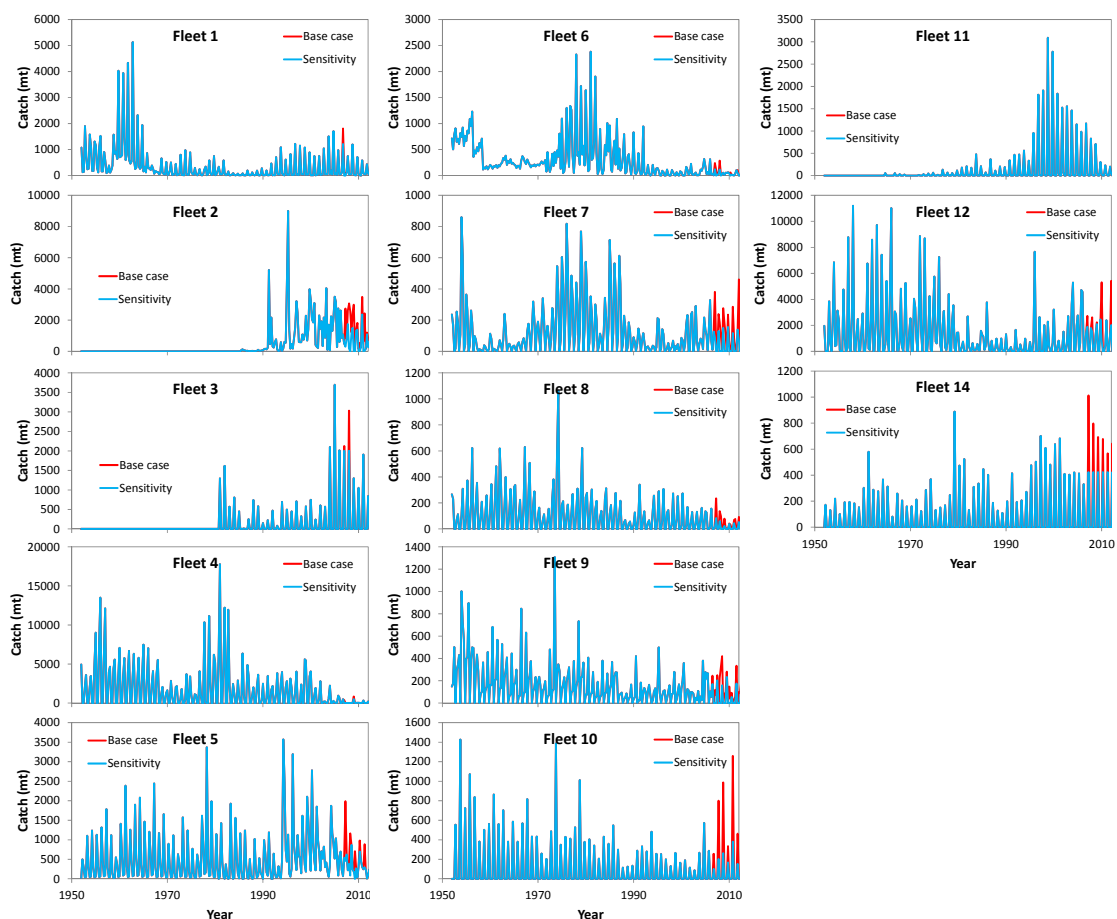 Fleet 1
Base case
Sensitivity
Catch (mt)
6000
5000
4000
3000
2000
1000
0
Fleet 2
Base case
Sensitivity
Catch (mt)
10000
8000
6000
4000
2000
0
Fleet 3
Base case
Sensitivity
Catch (mt)
4000
3500
3000
2500
2000
1500
1000
500
0
Fleet 4
Base case
Sensitivity
Catch (mt)
20000
15000
10000
5000
0
Fleet 5
Base case
Sensitivity
Catch (mt)
4000
3500
3000
2500
2000
1500
1000
500
0
1950 1970 1990 2010
Year
Fleet 6
Base case
Sensitivity
Catch (mt)
3000
2500
2000
1500
1000
500
0
Fleet 7
Base case
Sensitivity
Catch (mt)
1000
800
600
400
200
0
Fleet 8
Base case
Sensitivity
Catch (mt)
1200
1000
800
600
400
200
0
Fleet 9
Base case
Sensitivity
Catch (mt)
1400
1200
1000
800
600
400
200
0
Fleet 10
Base case
Sensitivity
Catch (mt)
1600
1400
1200
1000
800
600
400
200
0
1950 1970 1990 2010
Year
Fleet 11
Base case
Sensitivity
Catch (mt)
3500
3000
2500
2000
1500
1000
500
0
Fleet 12
Base case
Sensitivity
Catch (mt)
12000
10000
8000
6000
4000
2000
0
Fleet 14
Base case
Sensitivity
Catch (mt)
1200
1000
800
600
400
200
0
1950 1970 1990 2010
Year